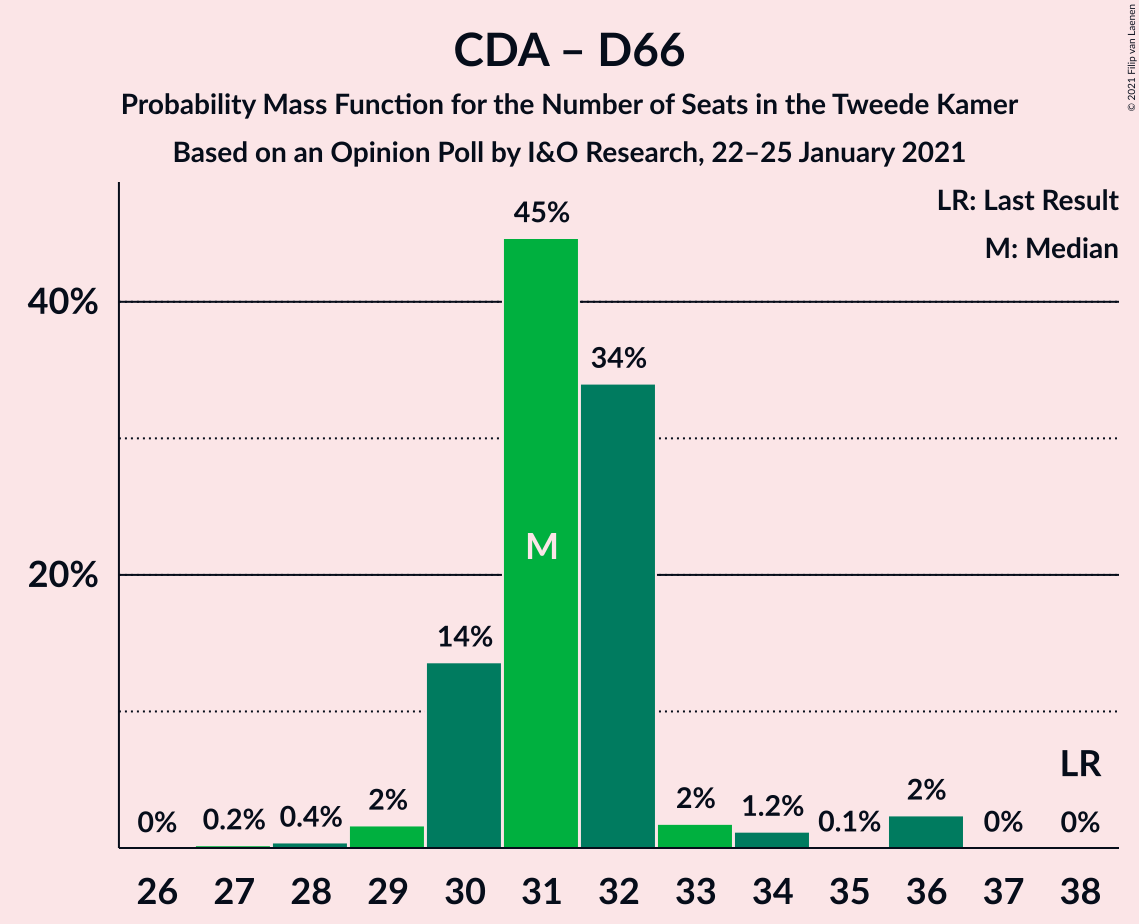 CDA – D66
Probability Mass Function for the Number of Seats in the Tweede Kamer
Based on an Opinion Poll by I&O Research, 22–25 January 2021
© 2021 Filip van Laenen
LR: Last Result
M: Median
40%
20%
0%
0.2%
0.4%
2%
14%
45%
M
34%
2%
1.2%
0.1%
2%
0%
LR
0%
26 27 28 29 30 31 32 33 34 35 36 37 38